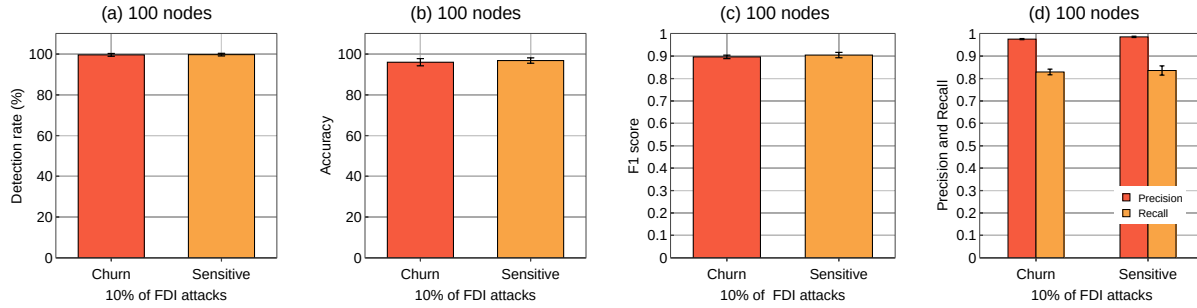 (a) 100 nodes
Detection rate (%)
100
80
60
40
20
0
Churn
Sensitive
10% of FDI attacks
(b) 100 nodes
Accuracy
100
80
60
40
20
0
Churn
Sensitive
10% of FDI attacks
(c) 100 nodes
F1 score
1
0.9
0.8
0.7
0.6
0.5
0.4
0.3
0.2
0.1
0
Churn
Sensitive
10% of FDI attacks
(d) 100 nodes
Precision and Recall
1
0.9
0.8
0.7
0.6
0.5
0.4
0.3
0.2
0.1
0
Precision
Recall
Churn
Sensitive
10% of FDI attacks